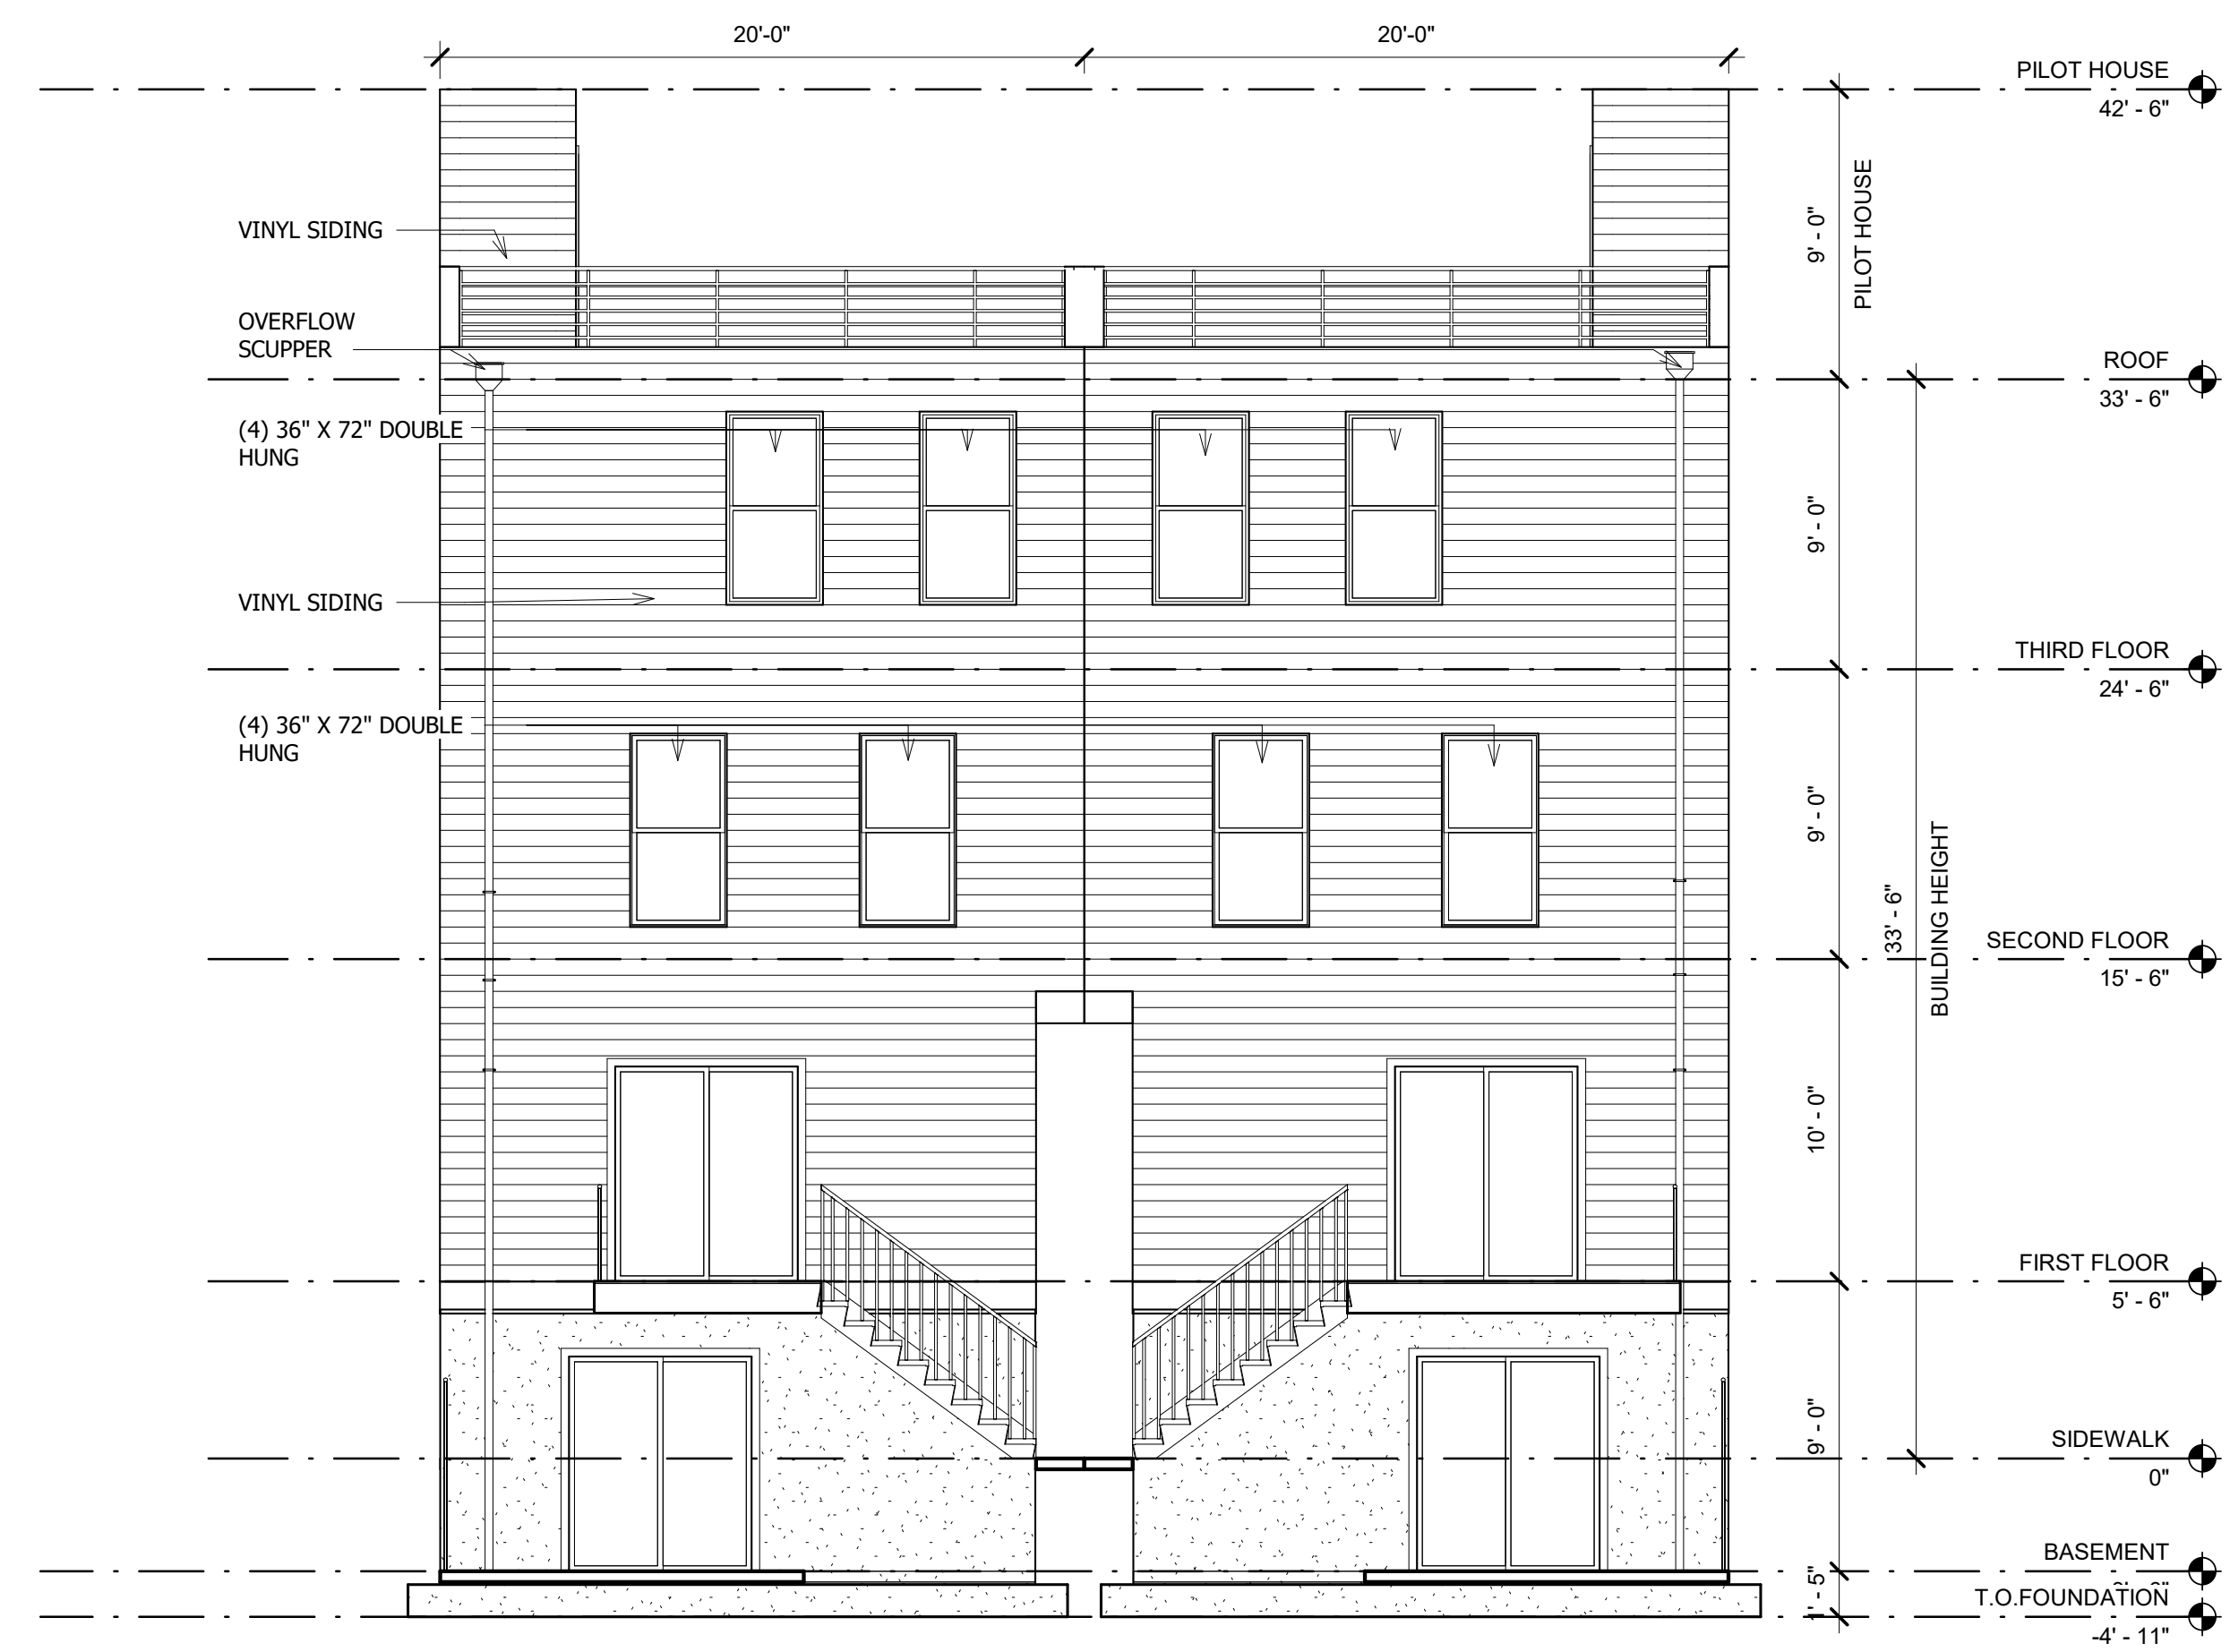 20'-0"
20'-0"
PILOT HOUSE
42' - 6"
VINYL SIDING
9' - 0"
PILOT HOUSE
OVERFLOW
SCUPPER
ROOF
33' - 6"
(4) 36" X 72" DOUBLE
HUNG
9' - 0"
VINYL SIDING
THIRD FLOOR
24' - 6"
(4) 36" X 72" DOUBLE
HUNG
9' - 0"
33' - 6"
BUILDING HEIGHT
SECOND FLOOR
15' - 6"
10' - 0"
FIRST FLOOR
5' - 6"
9' - 0"
SIDEWALK
0"
BASEMENT
1' - 5"
T.O.FOUNDATION
-4' - 11"